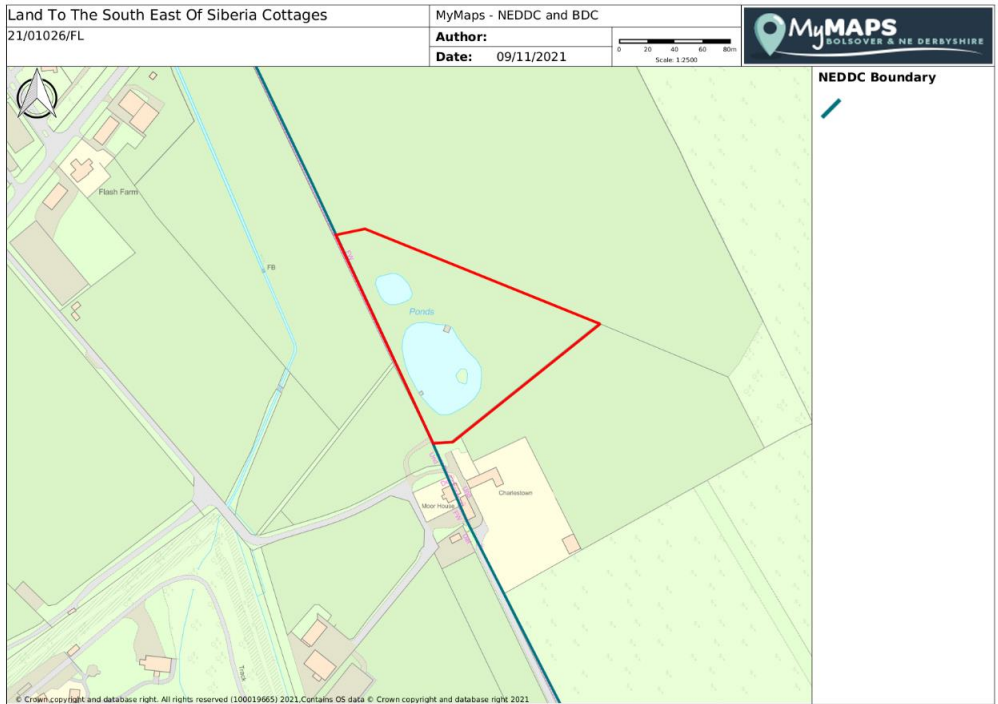 Land To The South East Of Siberia Cottages
21/01026/FL
MyMaps - NEDDC and BDC
Author:
Date: 09/11/2021
0 20 40 60 80m
Scale: 1:2500
MyMAPS
BOLSOVER & NE DERBYSHIRE
NEDDC Boundary
Flash Farm
FB
Ponds
Charlestown
Moor House
Track
© Crown copyright and database right. All rights reserved (100019665) 2021,Contains OS data © Crown copyright and database right 2021